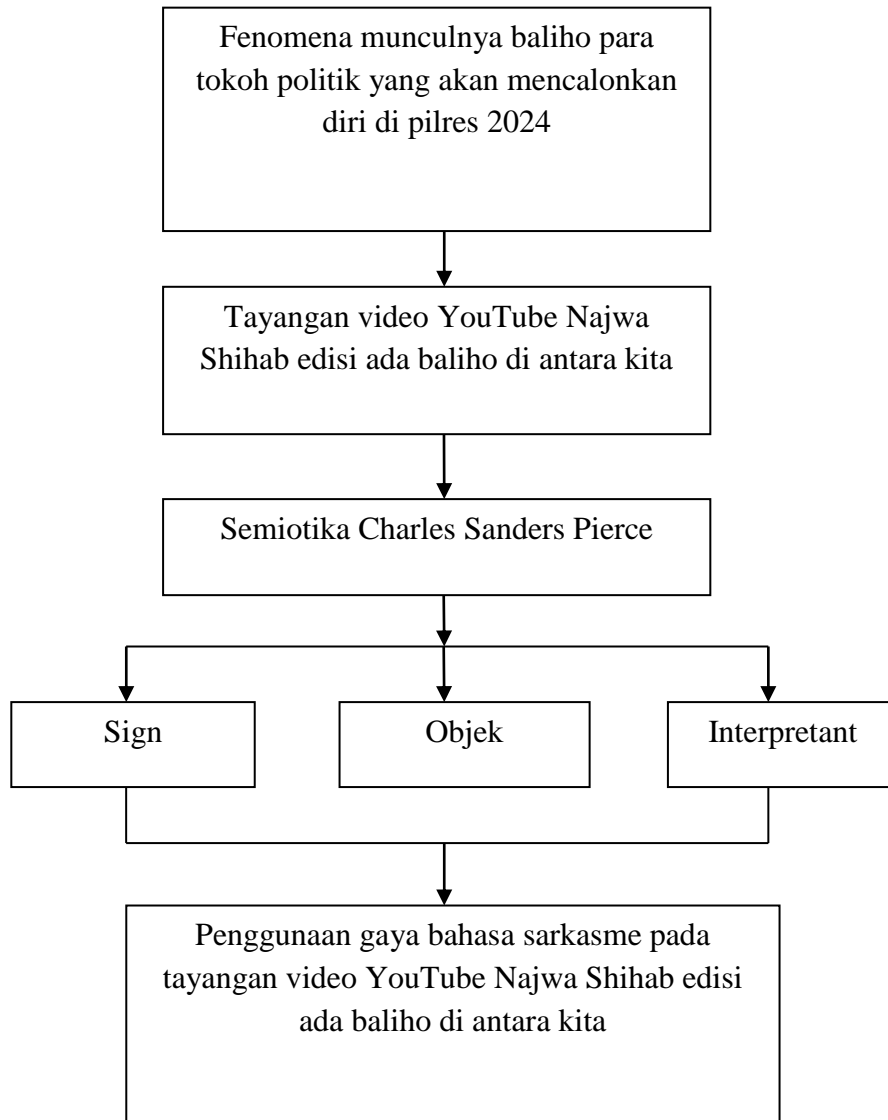 Fenomena munculnya baliho para
tokoh politik yang akan mencalonkan
diri di pilres 2024
Tayangan video YouTube Najwa
Shihab edisi ada baliho di antara kita
Semiotika Charles Sanders Pierce
Sign
Objek
Interpretant
Penggunaan gaya bahasa sarkasme pada
tayangan video YouTube Najwa Shihab edisi
ada baliho di antara kita